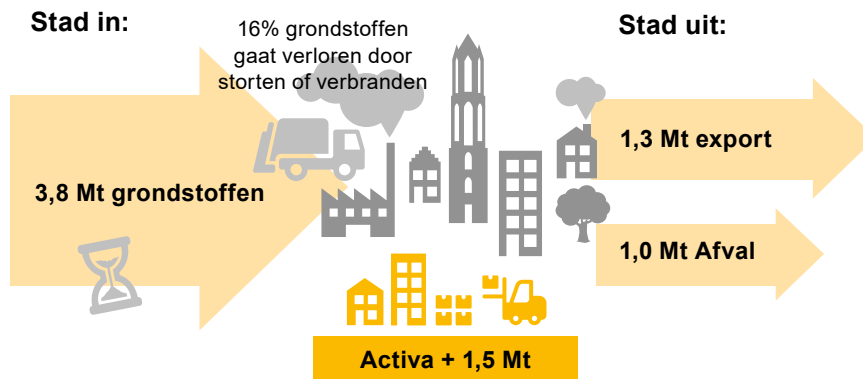 Stad in:
16% grondstoffen
gaat verloren door
storten of verbranden
Stad uit:
3,8 Mt grondstoffen
1,3 Mt export
1,0 Mt Afval
Activa + 1,5 Mt